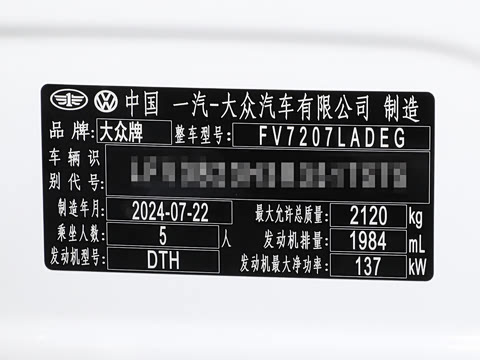 中国 一汽-大众汽车有限公司 制造
品牌: 大众牌 整车型号: FV7207LADEG
车辆识
别代号:
制造年月: 2024-07-22 最大允许总质量: 2120 kg
乘坐人数: 5 人 发动机排量: 1984 mL
发动机型号: DTH 发动机最大净功率: 137 kW